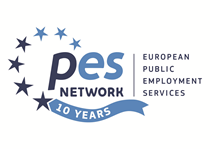 pes
NETWORK
10 YEARS
EUROPEAN
PUBLIC
EMPLOYMENT
SERVICES